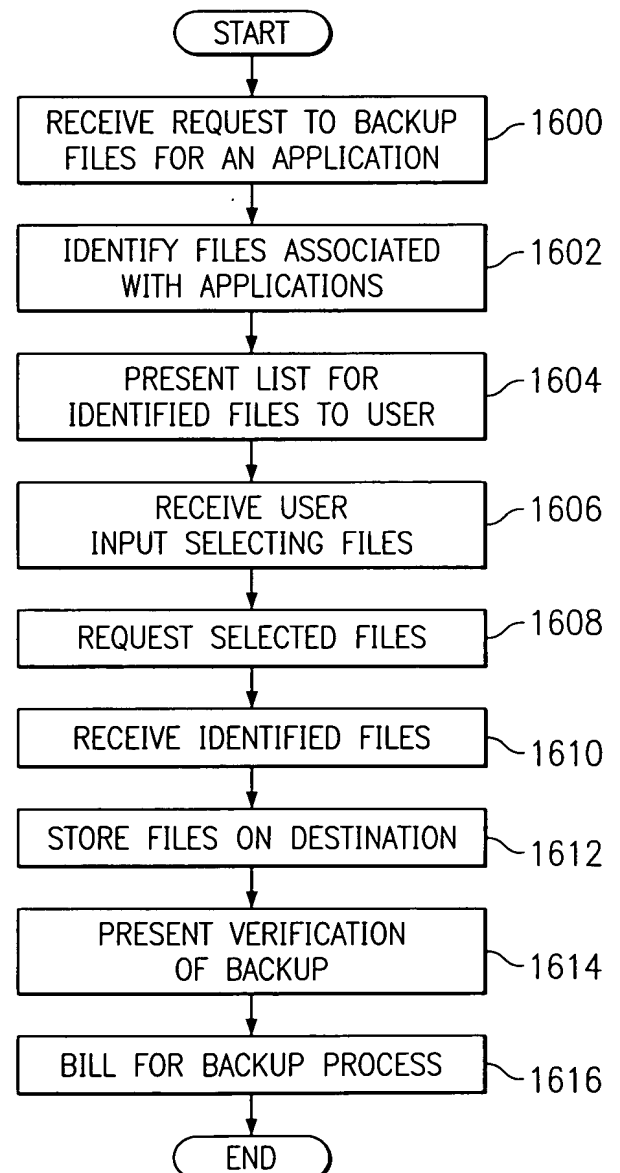 START
RECEIVE REQUEST TO BACKUP
FILES FOR AN APPLICATION
1600
IDENTIFY FILES ASSOCIATED
WITH APPLICATIONS
1602
PRESENT LIST FOR
IDENTIFIED FILES TO USER
1604
RECEIVE USER
INPUT SELECTING FILES
1606
REQUEST SELECTED FILES
1608
RECEIVE IDENTIFIED FILES
1610
STORE FILES ON DESTINATION
1612
PRESENT VERIFICATION
OF BACKUP
1614
BILL FOR BACKUP PROCESS
1616
END